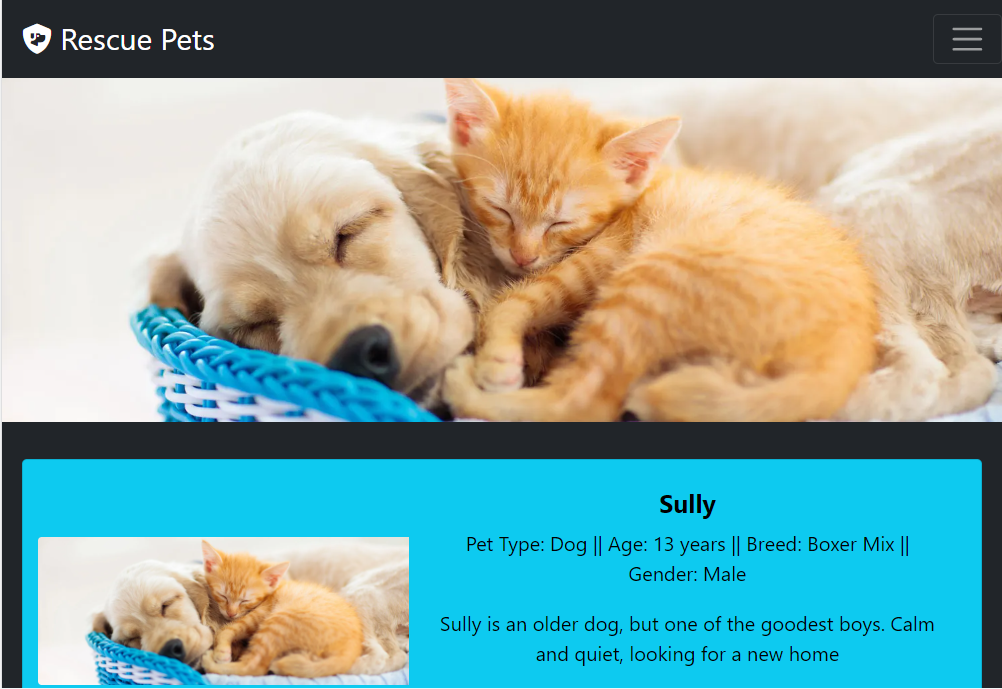 Rescue Pets
Sully
Pet Type: Dog || Age: 13 years || Breed: Boxer Mix ||
Gender: Male
Sully is an older dog, but one of the goodest boys. Calm
and quiet, looking for a new home